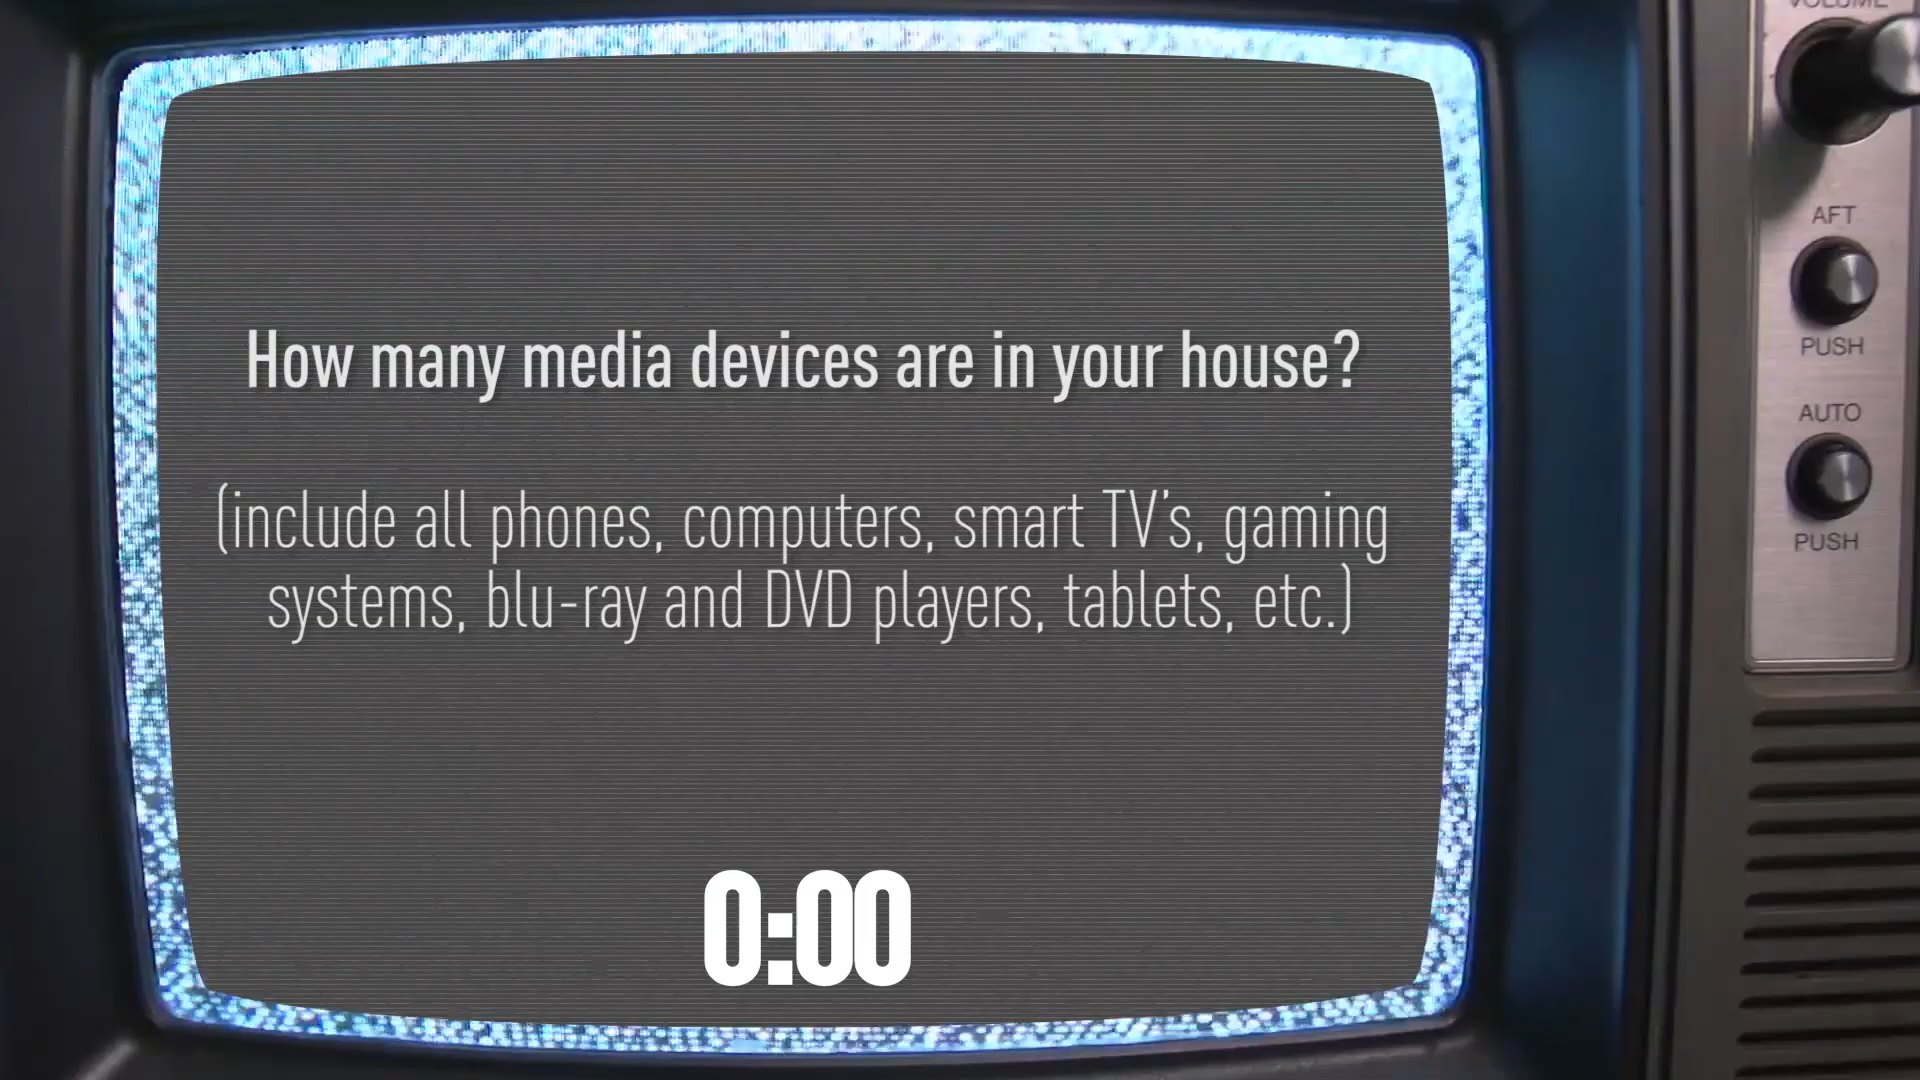 VOLUME
How many media devices are in your house?
(include all phones, computers, smart TV's, gaming
systems, blu-ray and DVD players, tablets, etc.)
0:00
AFT
PUSH
AUTO
PUSH